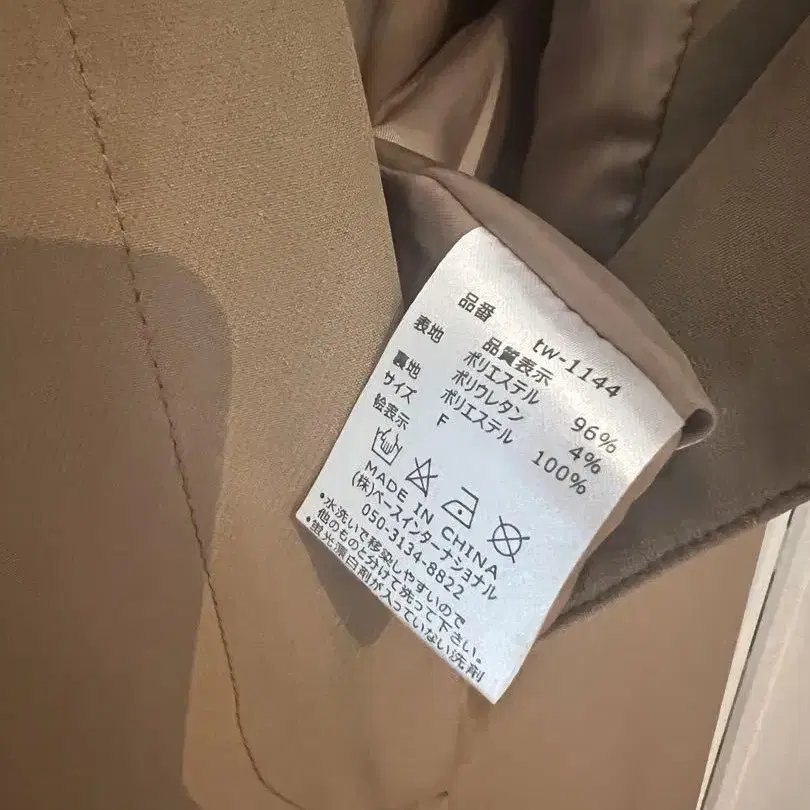 品番 tw-1144
品質表示
表地 ポリエステル 96%
ポリウレタン 4%
裏地 ポリエステル 100%
サイズ F
絵表示
MADE IN CHINA
(株)ベースインターナショナル
050-3134-8822
・水洗いで移染しやすいので
他のものと分けて洗って下さい。
・蛍光漂白剤が入っていない洗剤